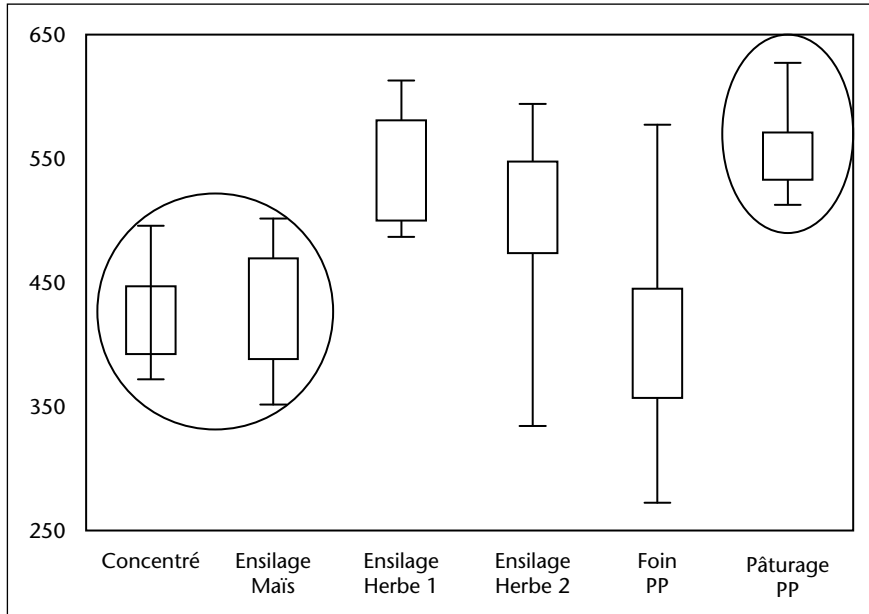 650
550
450
350
250
Concentré
Ensilage
Maïs
Ensilage
Herbe 1
Ensilage
Herbe 2
Foin
PP
Pâturage
PP